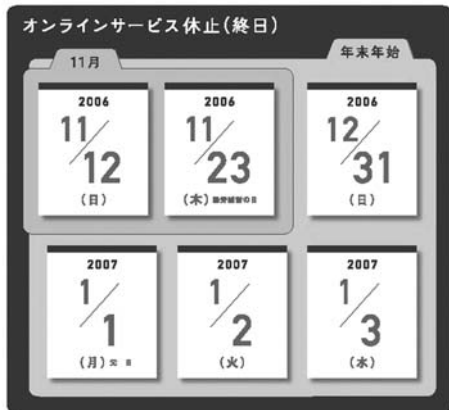 オンラインサービス休止(終日)
11月
年末年始
2006
11/12
(日)
2006
11/23
(木)勤労感謝の日
2006
12/31
(日)
2007
1/1
(月)元日
2007
1/2
(火)
2007
1/3
(水)